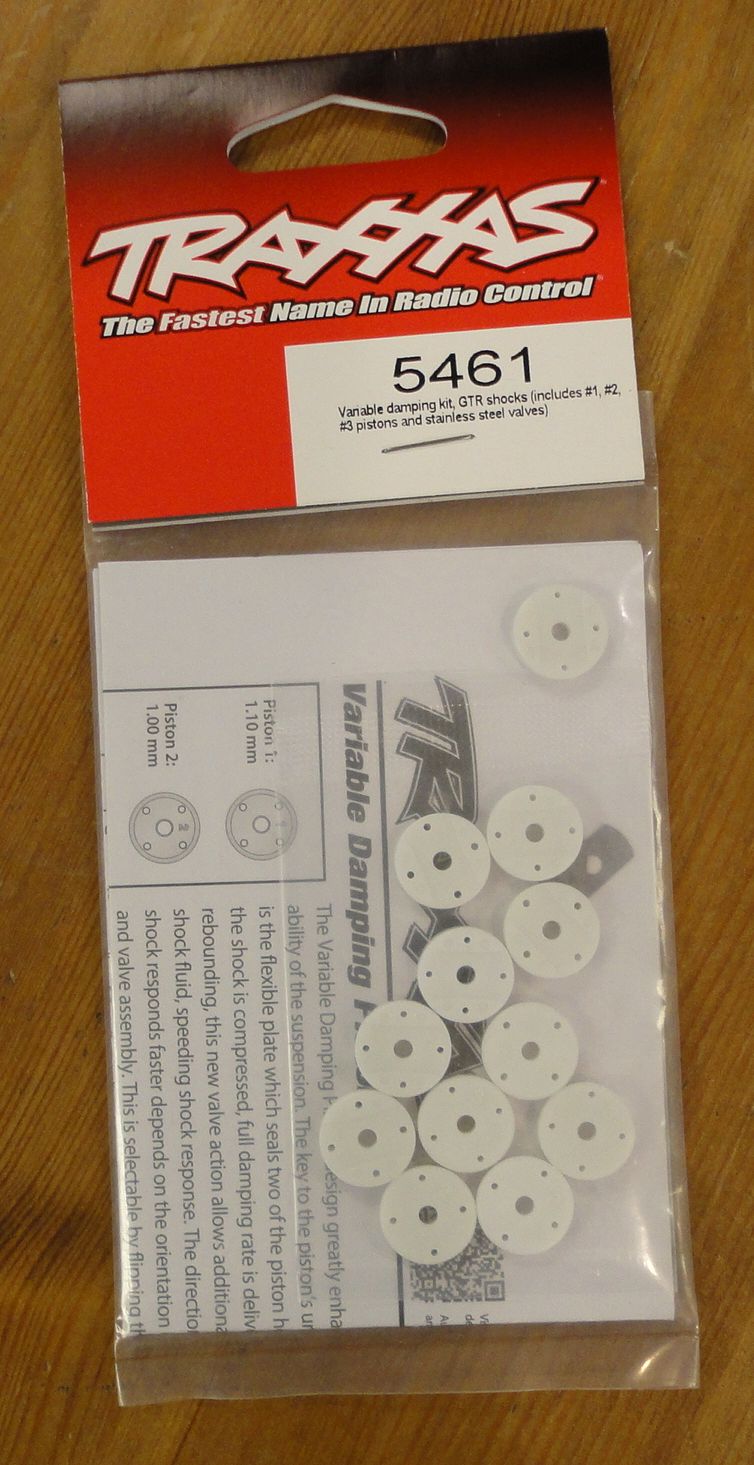 TRAXXAS
The Fastest Name In Radio Control
5461
Variable damping kit, GTR shocks (includes #1, #2,
#3 pistons and stainless steel valves)
Variable Damping
Piston 1:
1.10 mm
Piston 2:
1.00 mm
The Variable Damping design greatly
ability of the suspension. The key to the piston's
is the flexible plate which seals two of the piston
the shock is compressed, full damping rate is
rebounding, this new valve action allows
shock fluid, speeding shock response. The
shock responds faster depends on the orientation
and valve assembly. This is selectable by flipping